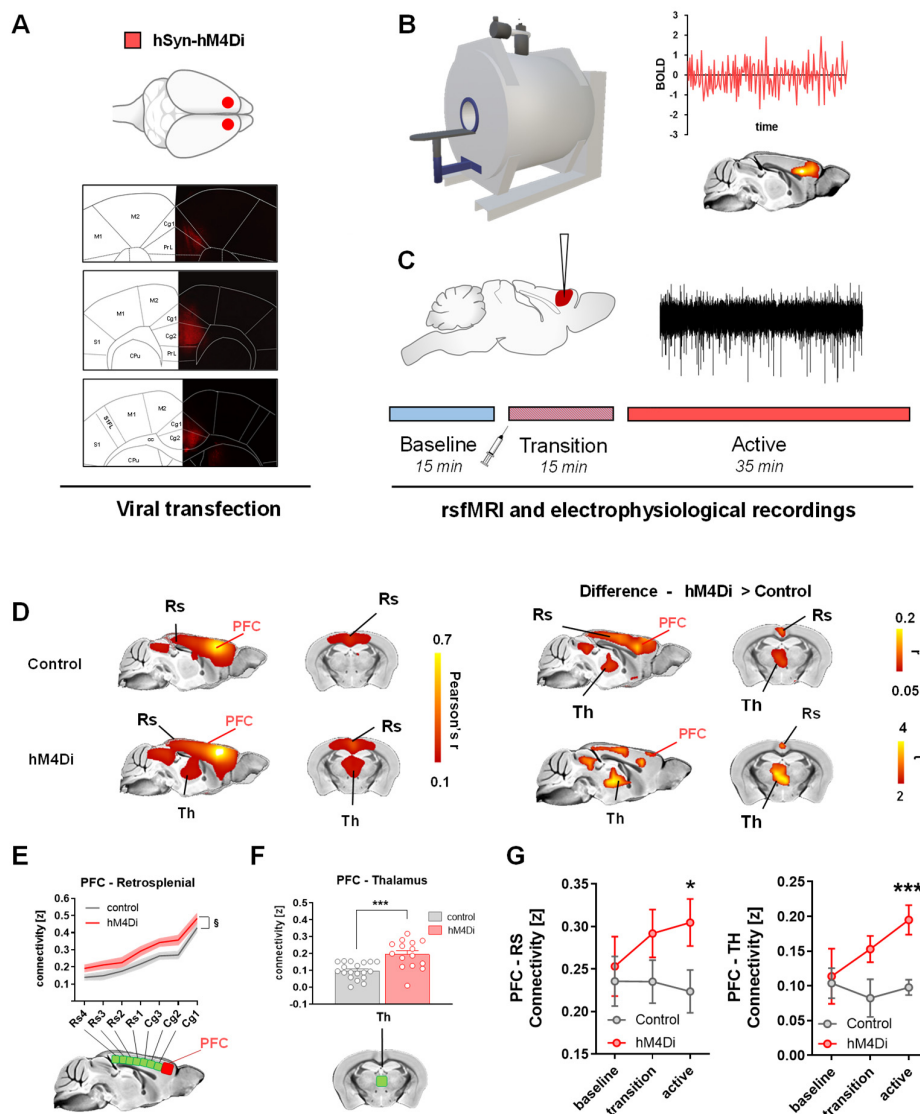 A
hSyn-hM4Di
M2
M1
Cg1
PrL
M2
M1
Cg1
S1
Cg2
CPu
PrL
M2
M1
S1FL
Cg1
S1
cc
Cg2
CPu
Viral transfection
B
BOLD
3
2
1
0
-1
-2
-3
time
C
Baseline
15 min
Transition
15 min
Active
35 min
rsfMRI and electrophysiological recordings
D
Control
Rs
PFC
Rs
hM4Di
Rs
PFC
Rs
Th
Th
0.7
Pearson's r
0.1
Difference - hM4Di > Control
Rs
PFC
Rs
Th
Th
0.2
0.05
PFC
Rs
Th
Th
4
2
E
PFC - Retrosplenial
control
hM4Di
§
connectivity [z]
0.6
0.5
0.4
0.3
0.2
0.1
0.0
Rs4
Rs3
Rs2
Rs1
Cg3
Cg2
Cg1
PFC
F
PFC - Thalamus
***
control
hM4Di
connectivity [z]
0.5
0.4
0.3
0.2
0.1
0.0
-0.1
Th
G
PFC - RS
Connectivity [z]
0.35
0.30
0.25
0.20
0.15
*
Control
hM4Di
baseline
transition
active
PFC - TH
Connectivity [z]
0.25
0.20
0.15
0.10
0.05
0.00
***
Control
hM4Di
baseline
transition
active